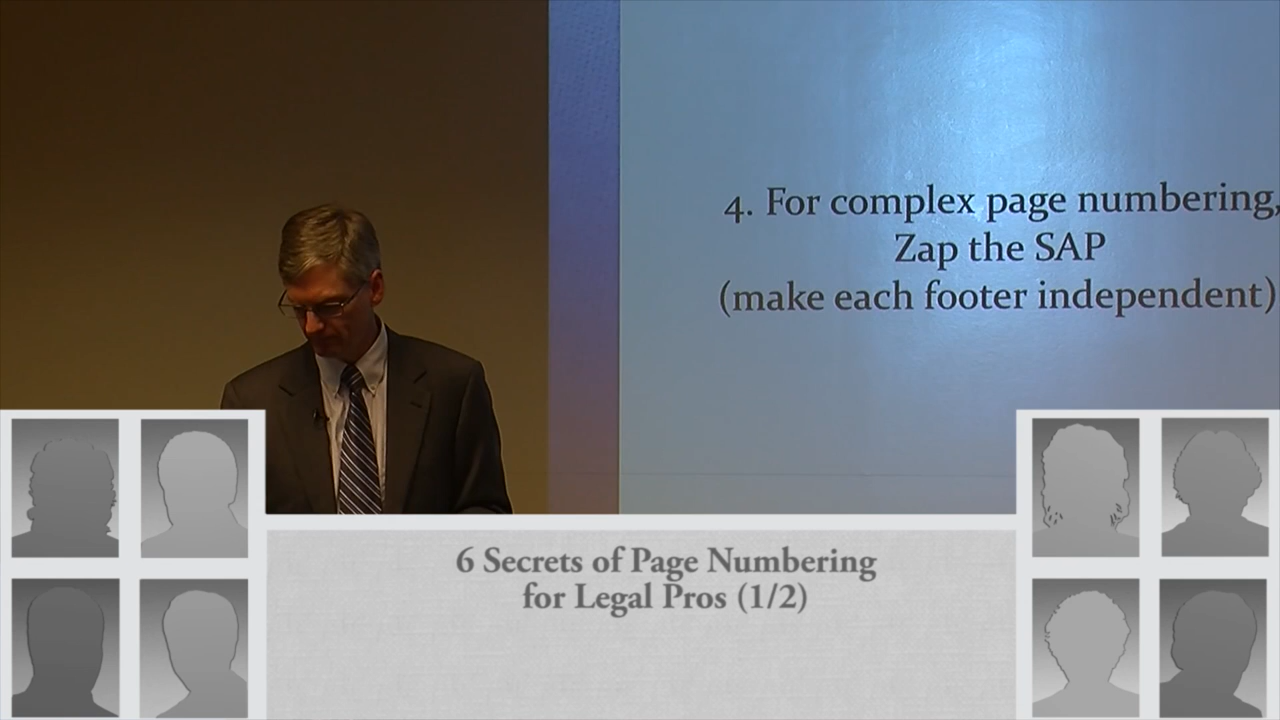 4. For complex page numbering,
Zap the SAP
(make each footer independent)
6 Secrets of Page Numbering
for Legal Pros (1/2)